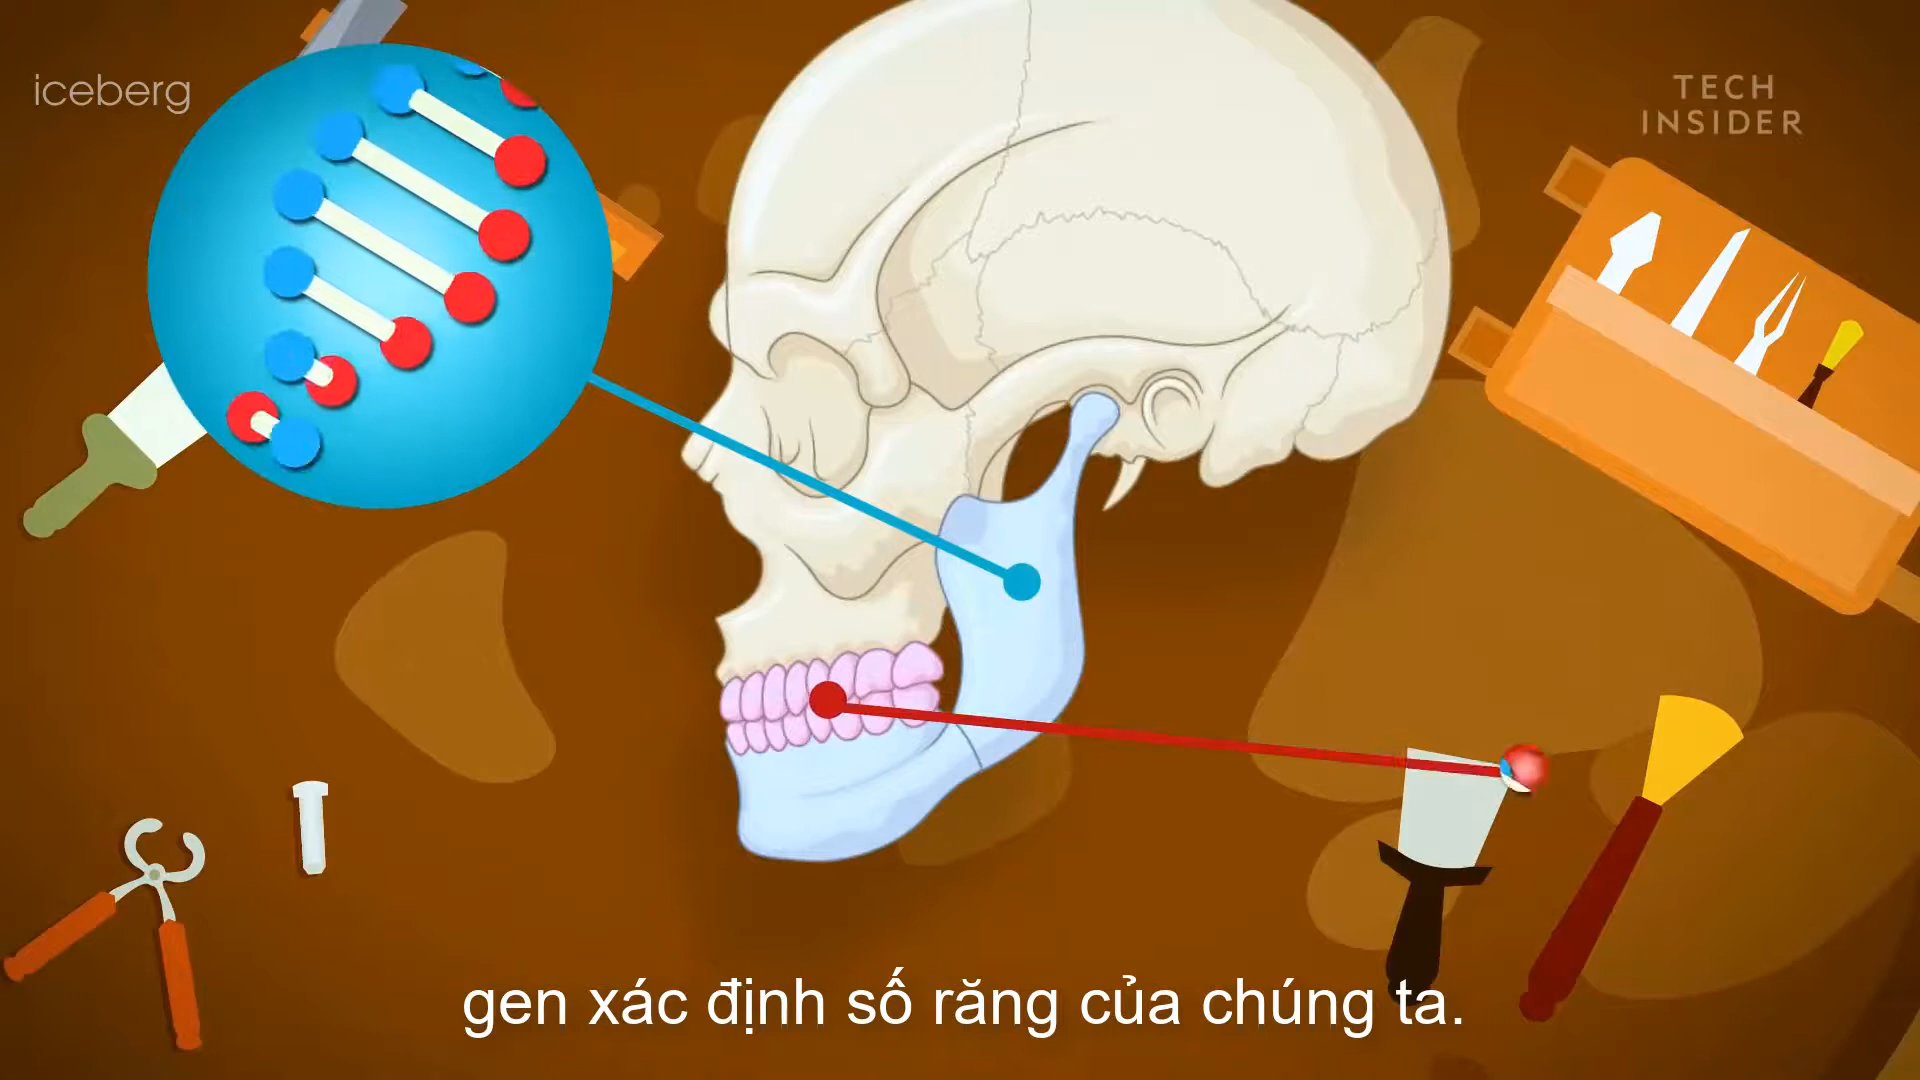 iceberg
TECH
INSIDER
gen xác định số răng của chúng ta.